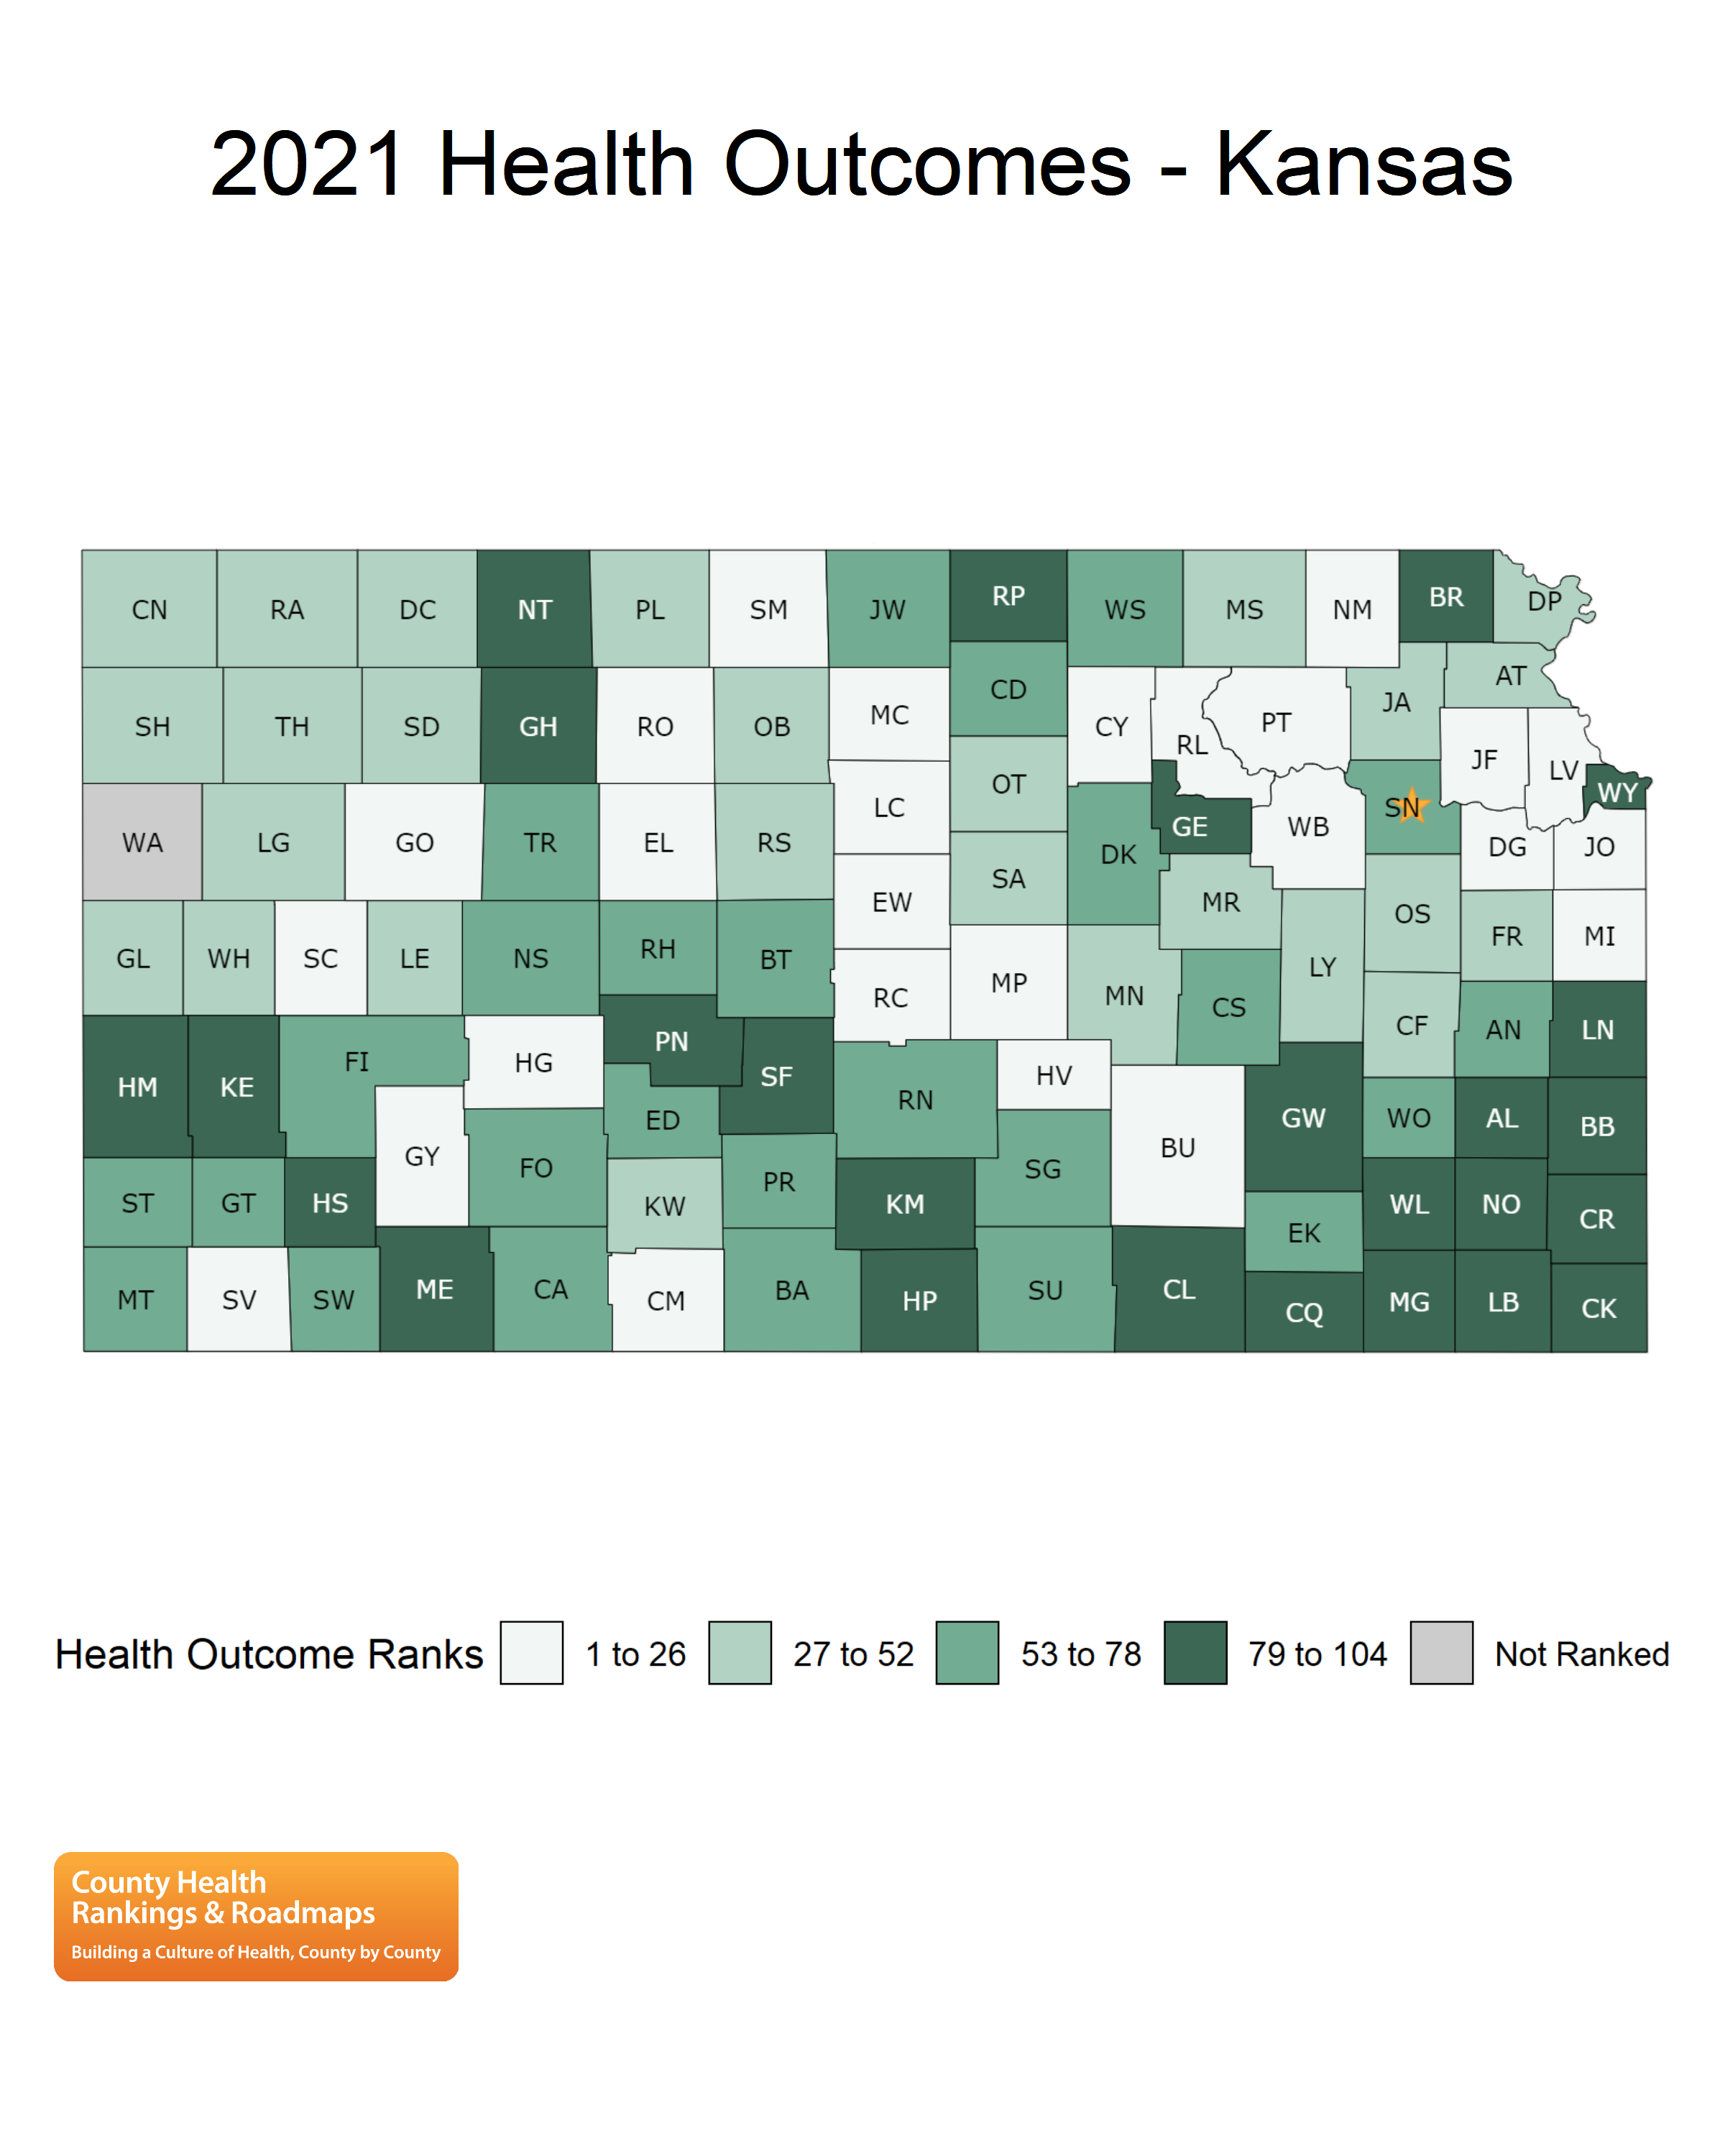 2021 Health Outcomes - Kansas
CN RA DC NT PL SM JW RP WS MS NM BR DP
SH TH SD GH RO OB MC CD CY RL PT JA AT
JF LV WY
WA LG GO TR EL RS LC OT DK GE WB SN DG JO
EW SA MR OS FR MI
GL WH SC LE NS RH BT RC MP MN CS LY CF AN LN
HM KE FI HG PN SF RN HV GW WO AL BB
GY FO ED BU
ST GT HS KW PR KM SG EK WL NO CR
MT SV SW ME CA CM BA HP SU CL CQ MG LB CK
Health Outcome Ranks 1 to 26 27 to 52 53 to 78 79 to 104 Not Ranked
County Health
Rankings & Roadmaps
Building a Culture of Health, County by County